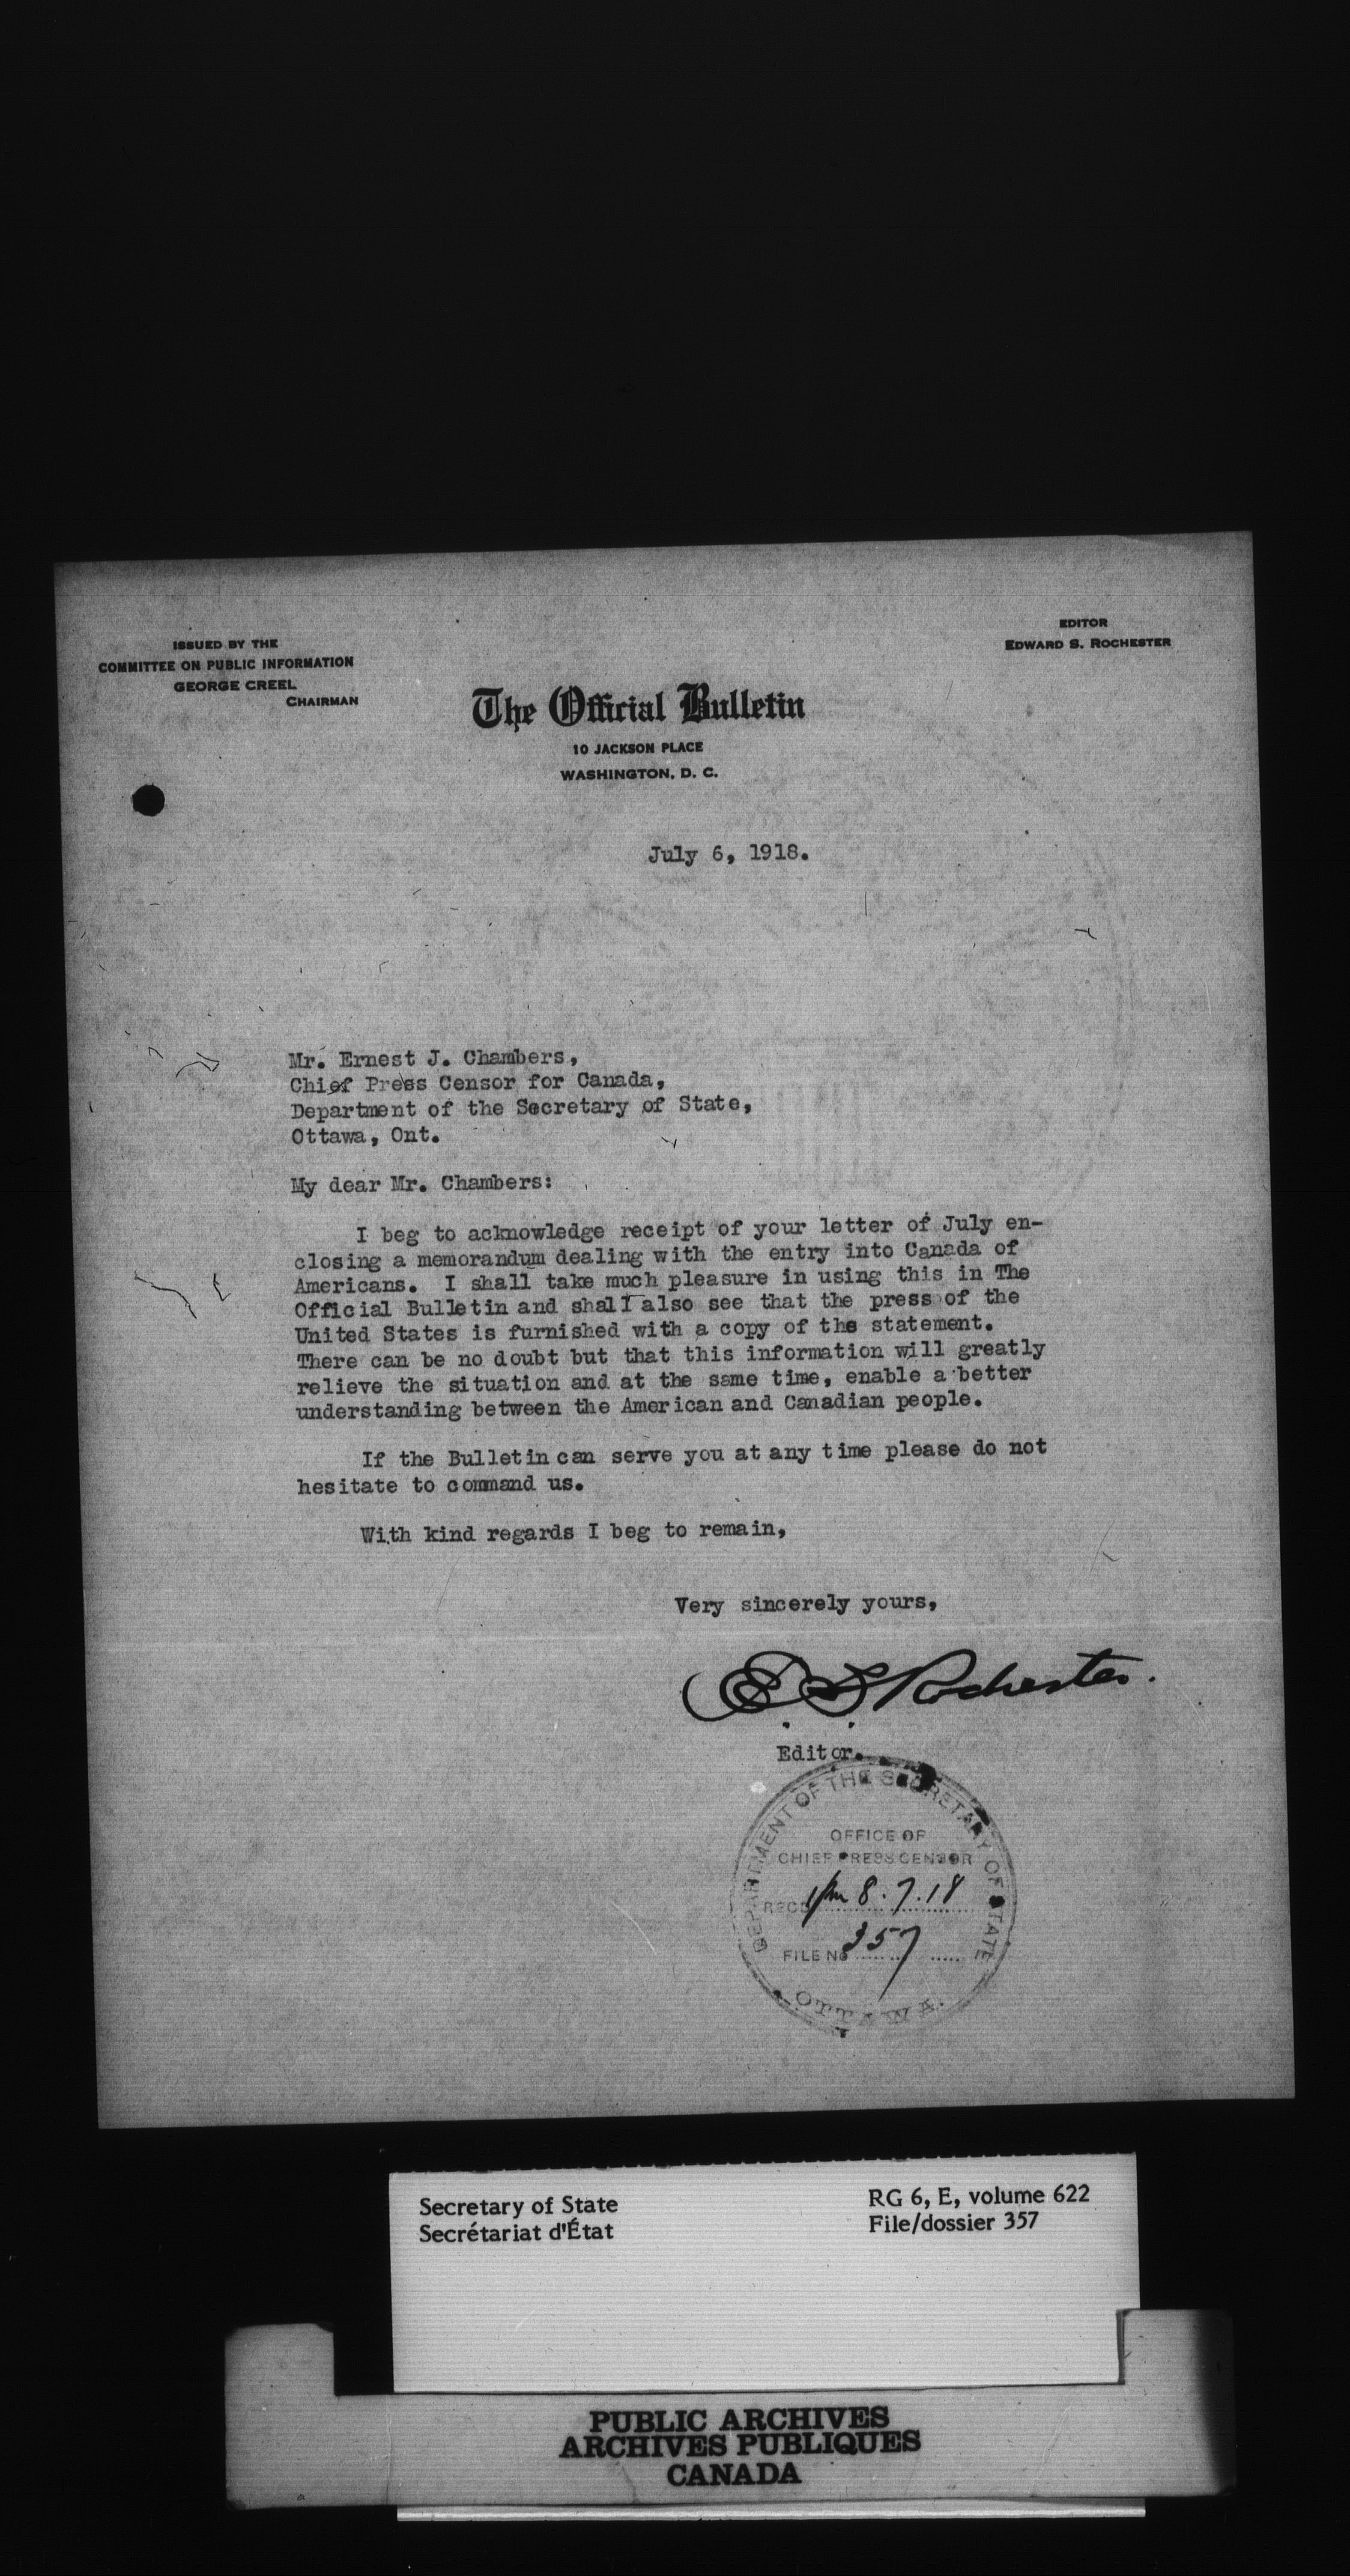 ISSUED BY THE
COMMITTEE ON PUBLIC INFORMATION
GEORGE CREEL
CHAIRMAN
EDITOR
EDWARD S. ROCHESTER
The Official Bulletin
10 JACKSON PLACE
WASHINGTON, D. C.
July 6, 1918.
Mr. Ernest J. Chambers,
Chief Press Censor for Canada,
Department of the Secretary of State,
Ottawa, Ont.
My dear Mr. Chambers:
I beg to acknowledge receipt of your letter of July en-
closing a memorandum dealing with the entry into Canada of
Americans. I shall take much pleasure in using this in The
Official Bulletin and shall also see that the press of the
United States is furnished with a copy of the statement.
There can be no doubt but that this information will greatly
relieve the situation and at the same time, enable a better
understanding between the American and Canadian people.
If the Bulletin can serve you at any time please do not
hesitate to command us.
With kind regards I beg to remain,
Very sincerely yours,
E S Rochester.
Editor.
DEPARTMENT OF THE SECRETARY OF STATE
OFFICE OF
CHIEF PRESS CENSOR
RECD 8.7.18
FILE No 357
OTTAWA.
Secretary of State
Secrétariat d'État
RG 6, E, volume 622
File/dossier 357
PUBLIC ARCHIVES
ARCHIVES PUBLIQUES
CANADA